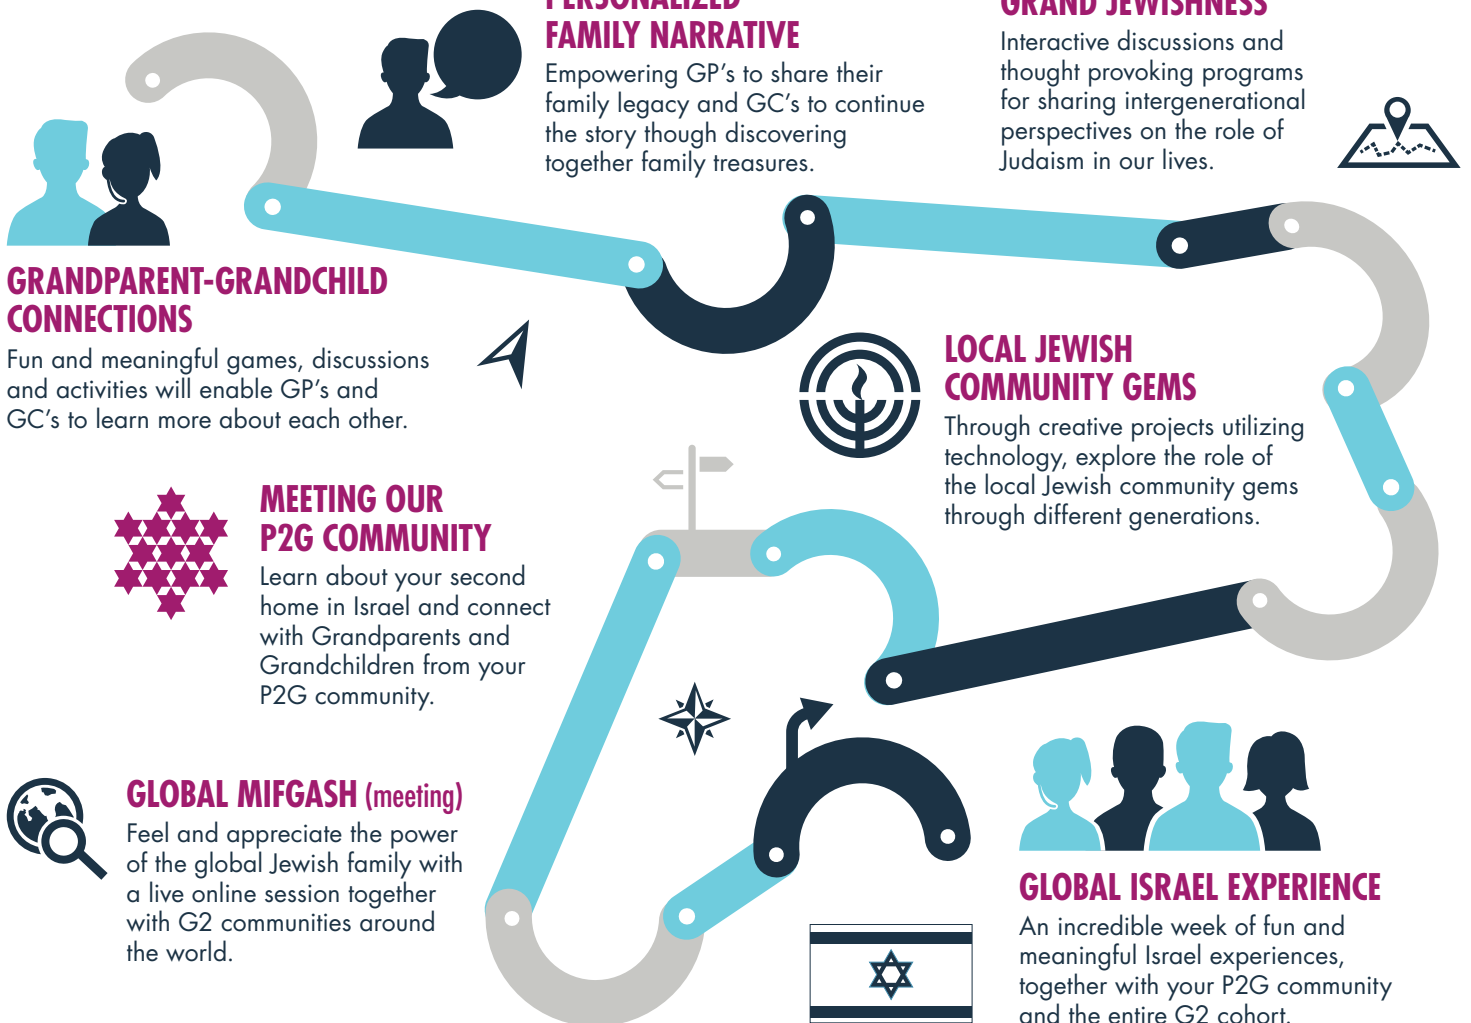 PERSONALIZED
FAMILY NARRATIVE
Empowering GP's to share their
family legacy and GC's to continue
the story though discovering
together family treasures.
GRAND JEWISHNESS
Interactive discussions and
thought provoking programs
for sharing intergenerational
perspectives on the role of
Judaism in our lives.
GRANDPARENT-GRANDCHILD
CONNECTIONS
Fun and meaningful games, discussions
and activities will enable GP's and
GC's to learn more about each other.
LOCAL JEWISH
COMMUNITY GEMS
Through creative projects utilizing
technology, explore the role of
the local Jewish community gems
through different generations.
MEETING OUR
P2G COMMUNITY
Learn about your second
home in Israel and connect
with Grandparents and
Grandchildren from your
P2G community.
GLOBAL MIFGASH (meeting)
Feel and appreciate the power
of the global Jewish family with
a live online session together
with G2 communities around
the world.
GLOBAL ISRAEL EXPERIENCE
An incredible week of fun and
meaningful Israel experiences,
together with your P2G community
and the entire G2 cohort.